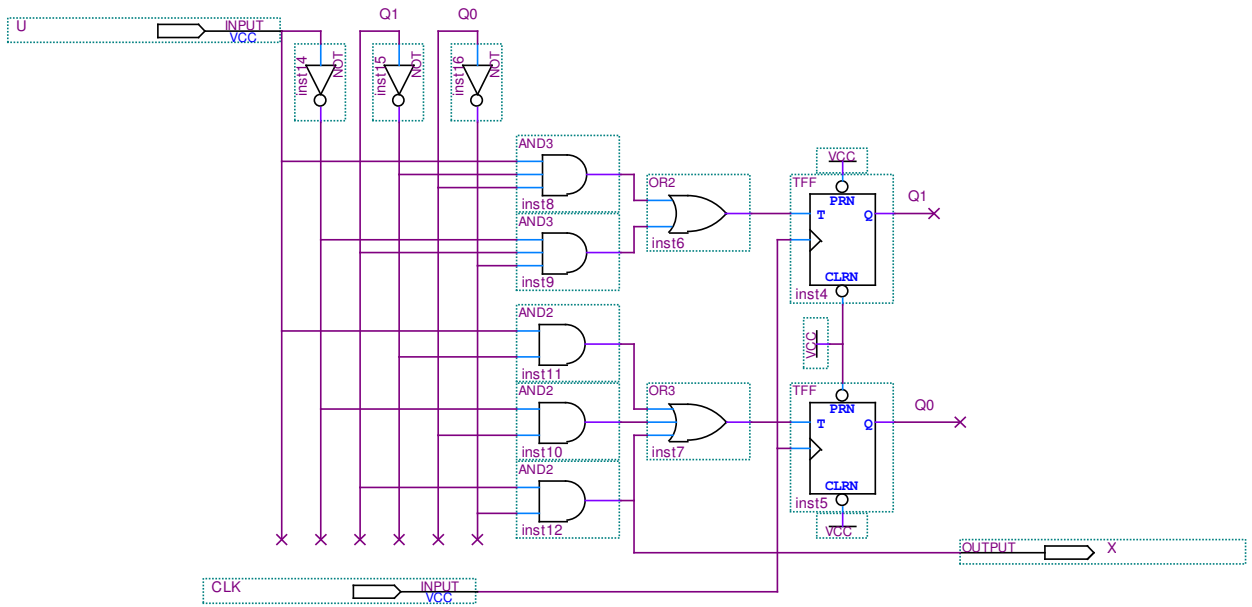 U
INPUT
VCC
Q1
Q0
inst14
NOT
inst15
NOT
inst16
NOT
AND3
inst8
AND3
inst9
OR2
inst6
VCC
TFF
PRN
T
Q
CLRN
inst4
Q1
VCC
AND2
inst11
AND2
inst10
AND2
inst12
OR3
inst7
TFF
PRN
T
Q
CLRN
inst5
VCC
Q0
OUTPUT
X
CLK
INPUT
VCC